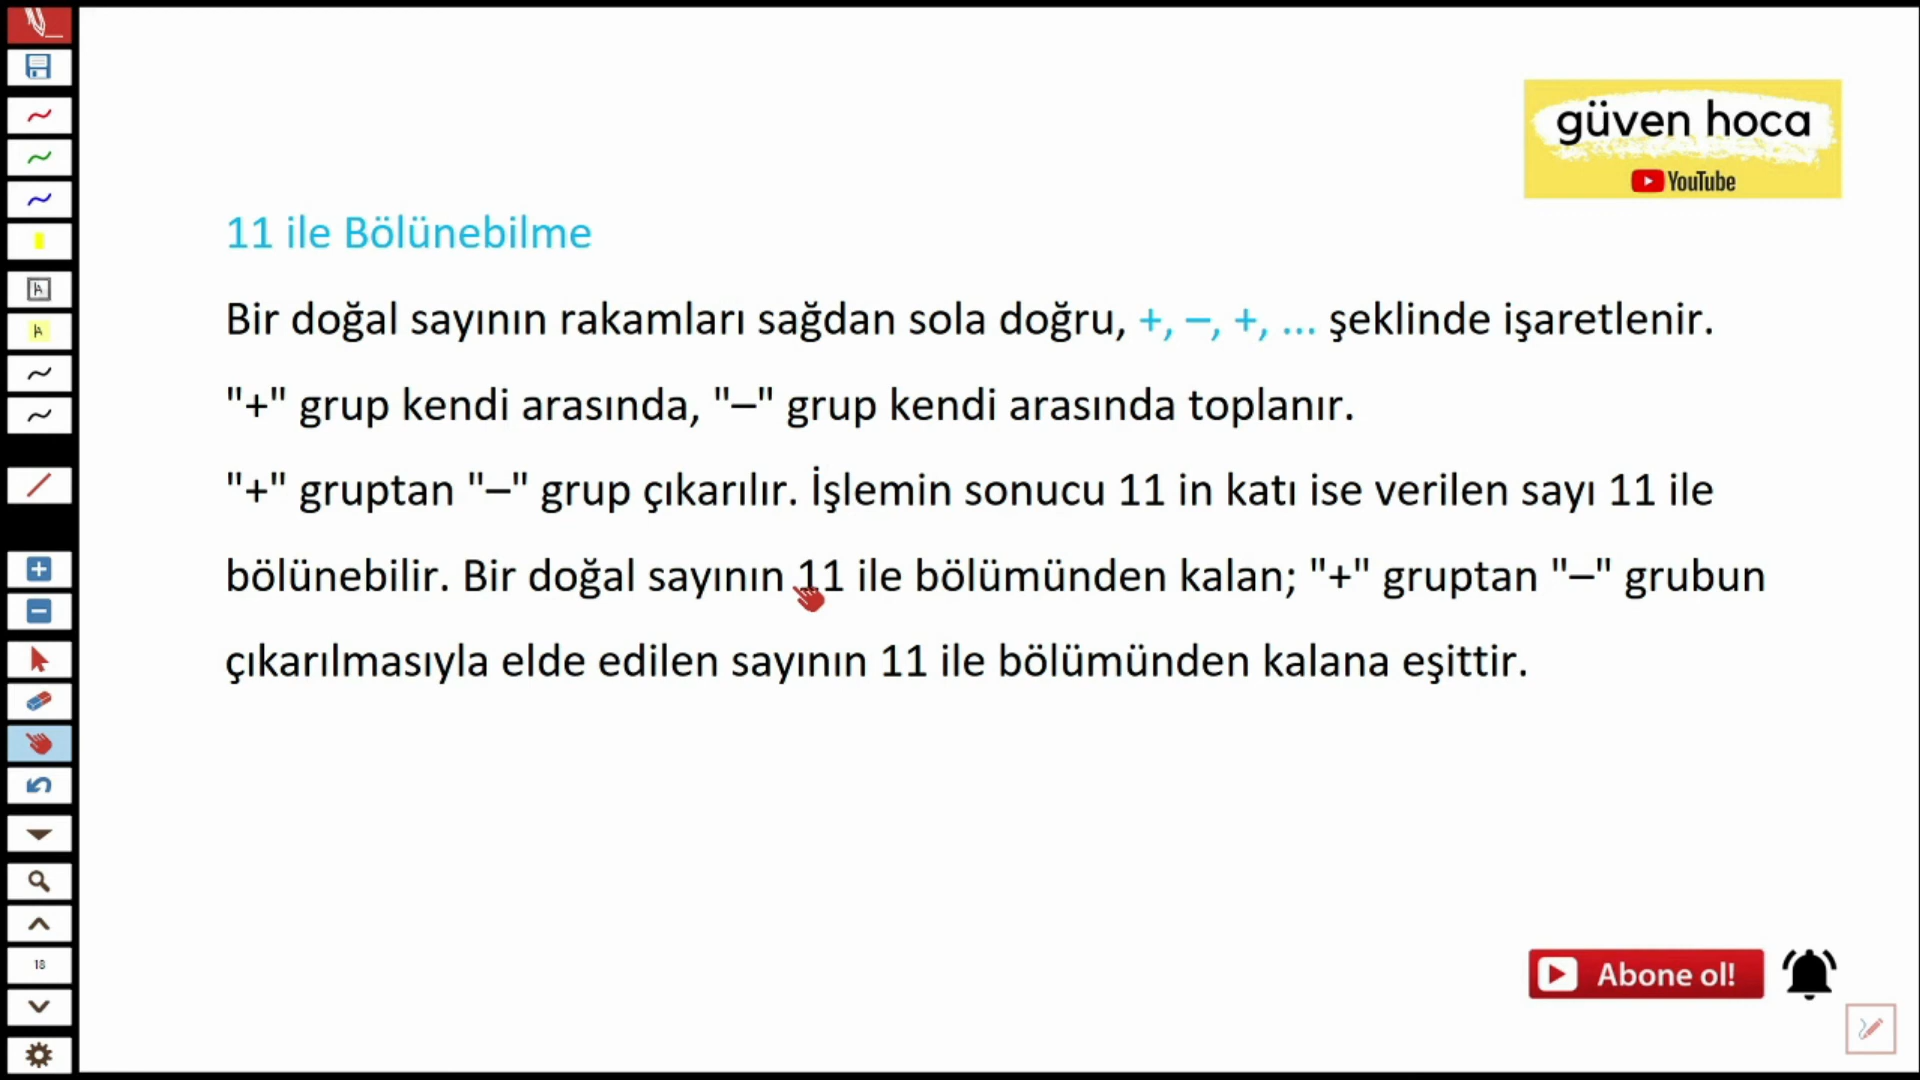 güven hoca
YouTube
11 ile Bölünebilme
Bir doğal sayının rakamları sağdan sola doğru, +, –, +, ... şeklinde işaretlenir.
"+" grup kendi arasında, "–" grup kendi arasında toplanır.
"+" gruptan "–" grup çıkarılır. İşlemin sonucu 11 in katı ise verilen sayı 11 ile
bölünebilir. Bir doğal sayının 11 ile bölümünden kalan; "+" gruptan "–" grubun
çıkarılmasıyla elde edilen sayının 11 ile bölümünden kalana eşittir.
18
Abone ol!